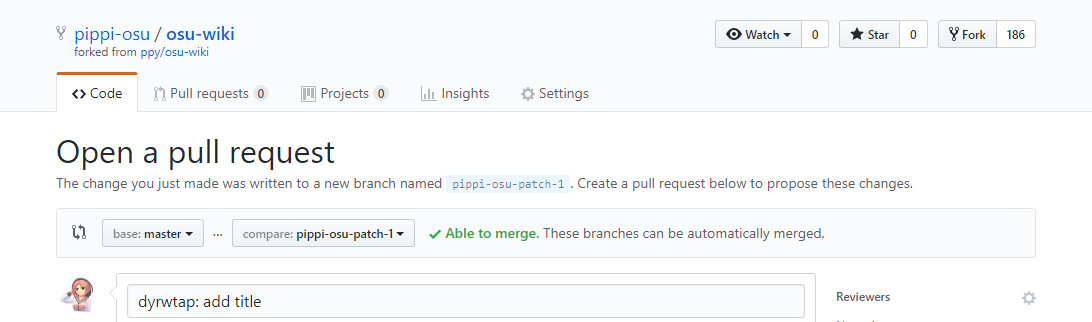 pippi-osu / osu-wiki
forked from ppy/osu-wiki
Watch 0 Star 0 Fork 186
Code Pull requests 0 Projects 0 Insights Settings
Open a pull request
The change you just made was written to a new branch named pippi-osu-patch-1. Create a pull request below to propose these changes.
base: master ... compare: pippi-osu-patch-1 Able to merge. These branches can be automatically merged.
dyrwtap: add title
Reviewers